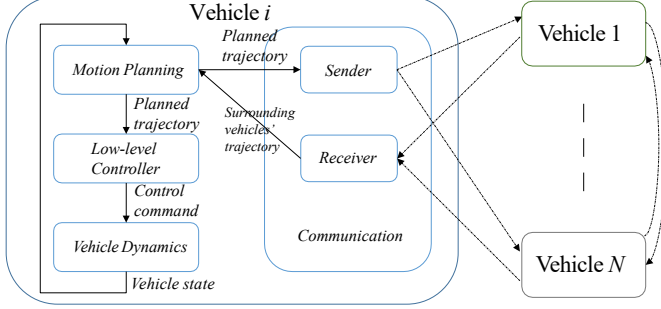 Vehicle i
Planned
trajectory
Motion Planning
Sender
Vehicle 1
Planned
trajectory
Surrounding
vehicles'
trajectory
Low-level
Controller
Receiver
Control
command
Vehicle Dynamics
Communication
Vehicle N
Vehicle state